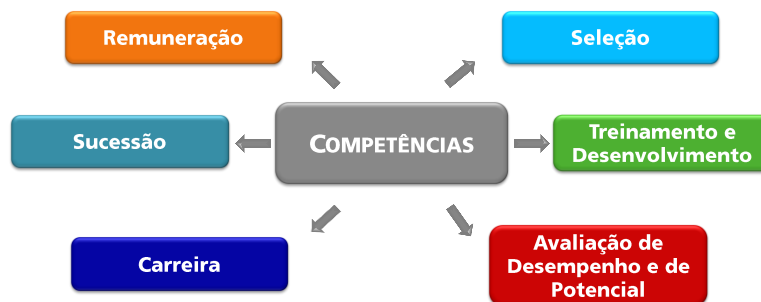 Remuneração
Seleção
Sucessão
COMPETÊNCIAS
Treinamento e
Desenvolvimento
Carreira
Avaliação de
Desempenho e de
Potencial